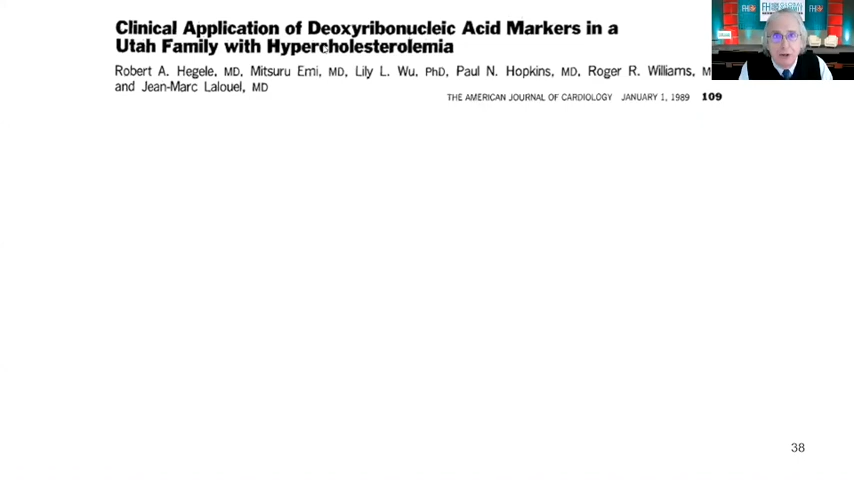 Clinical Application of Deoxyribonucleic Acid Markers in a
Utah Family with Hypercholesterolemia
Robert A. Hegele, MD, Mitsuru Emi, MD, Lily L. Wu, PhD, Paul N. Hopkins, MD, Roger R. Williams, M
and Jean-Marc Lalouel, MD
THE AMERICAN JOURNAL OF CARDIOLOGY JANUARY 1, 1989 109
38